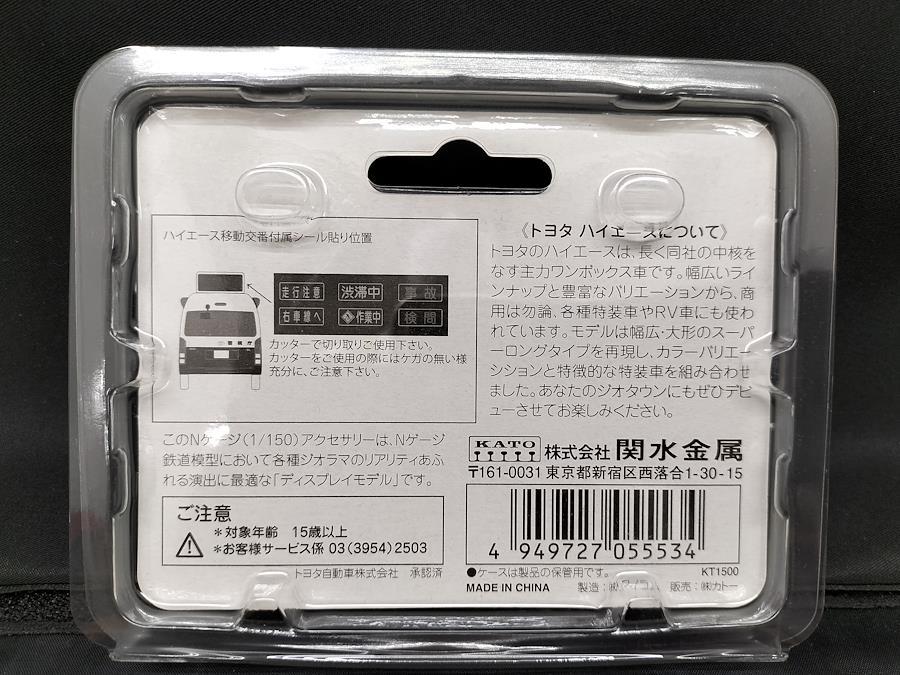 ハイエース移動交番付属シール貼り位置
走行注意 渋滞中 事故
右車線へ 作業中 検問
警視庁
カッターで切り取りご使用下さい。
カッターをご使用の際にはケガの無い様
充分に、ご注意下さい。
このNゲージ(1/150)アクセサリーは、Nゲージ
鉄道模型において各種ジオラマのリアリティあふ
れる演出に最適な「ディスプレイモデル」です。
ご注意
*対象年齢 15歳以上
*お客様サービス係 03(3954)2503
トヨタ自動車株式会社 承認済
《トヨタ ハイエースについて》
トヨタのハイエースは、長く同社の中核を
なす主力ワンボックス車です。幅広いライ
ンナップと豊富なバリエーションから、商
用は勿論、各種特装車やRV車にも使わ
れています。モデルは幅広・大形のスーパ
ーロングタイプを再現し、カラーバリエー
ションと特徴的な特装車を組み合わせ
ました。あなたのジオタウンにもぜひデビ
ューさせてお楽しみください。
KATO 株式会社 関水金属
〒161-0031 東京都新宿区西落合1-30-15
4 949727 055534
●ケースは製品の保管用です。 KT1500
MADE IN CHINA 製造:㈱ 販売:㈱カトー